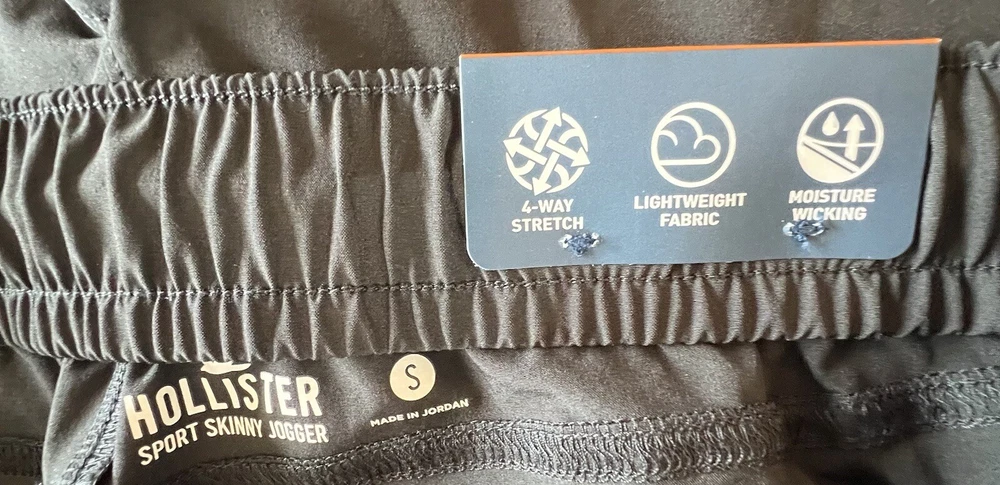 4-WAY
STRETCH
LIGHTWEIGHT
FABRIC
MOISTURE
WICKING
HOLLISTER
SPORT SKINNY JOGGER
S
MADE IN JORDAN